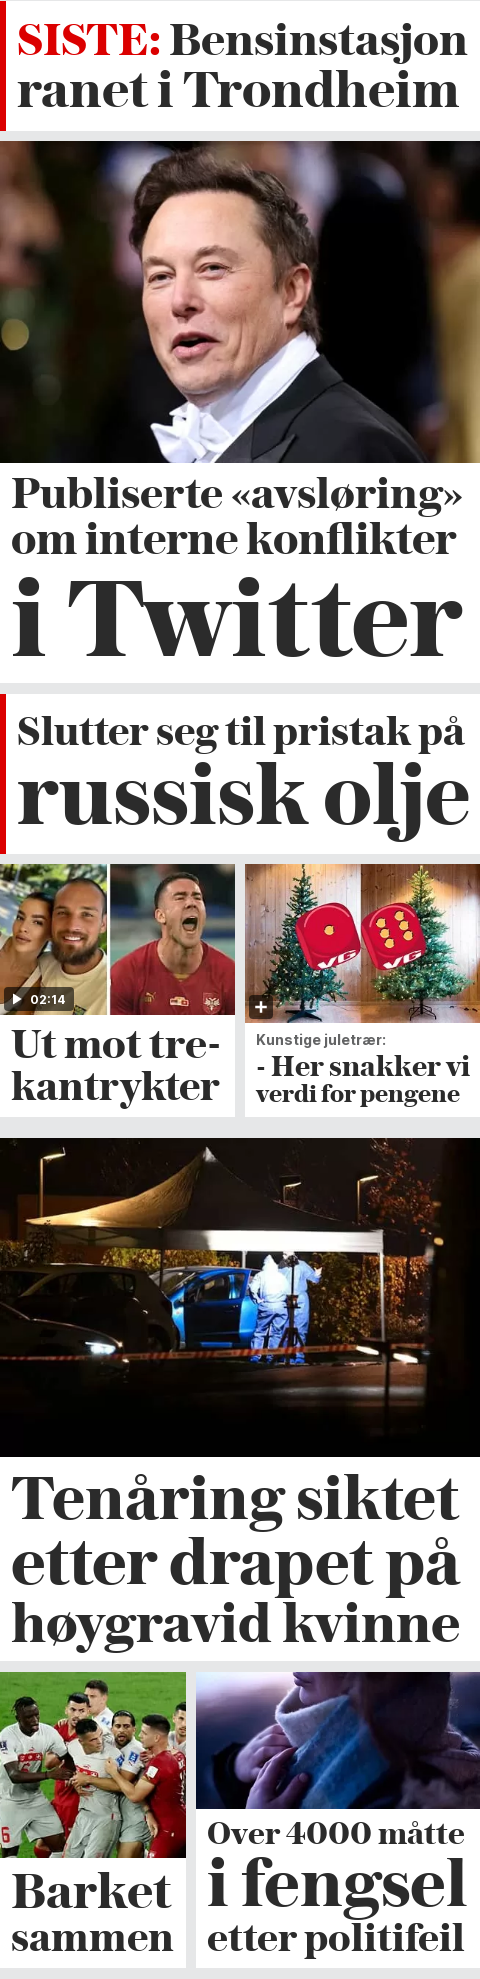 SISTE: Bensinstasjon
ranet i Trondheim
Publiserte «avsløring»
om interne konflikter
i Twitter
Slutter seg til pristak på
russisk olje
02:14
Ut mot tre-
kantrykter
VG VG
Kunstige juletrær:
- Her snakker vi
verdi for pengene
Tenåring siktet
etter drapet på
høygravid kvinne
Barket
sammen
Over 4000 måtte
i fengsel
etter politifeil